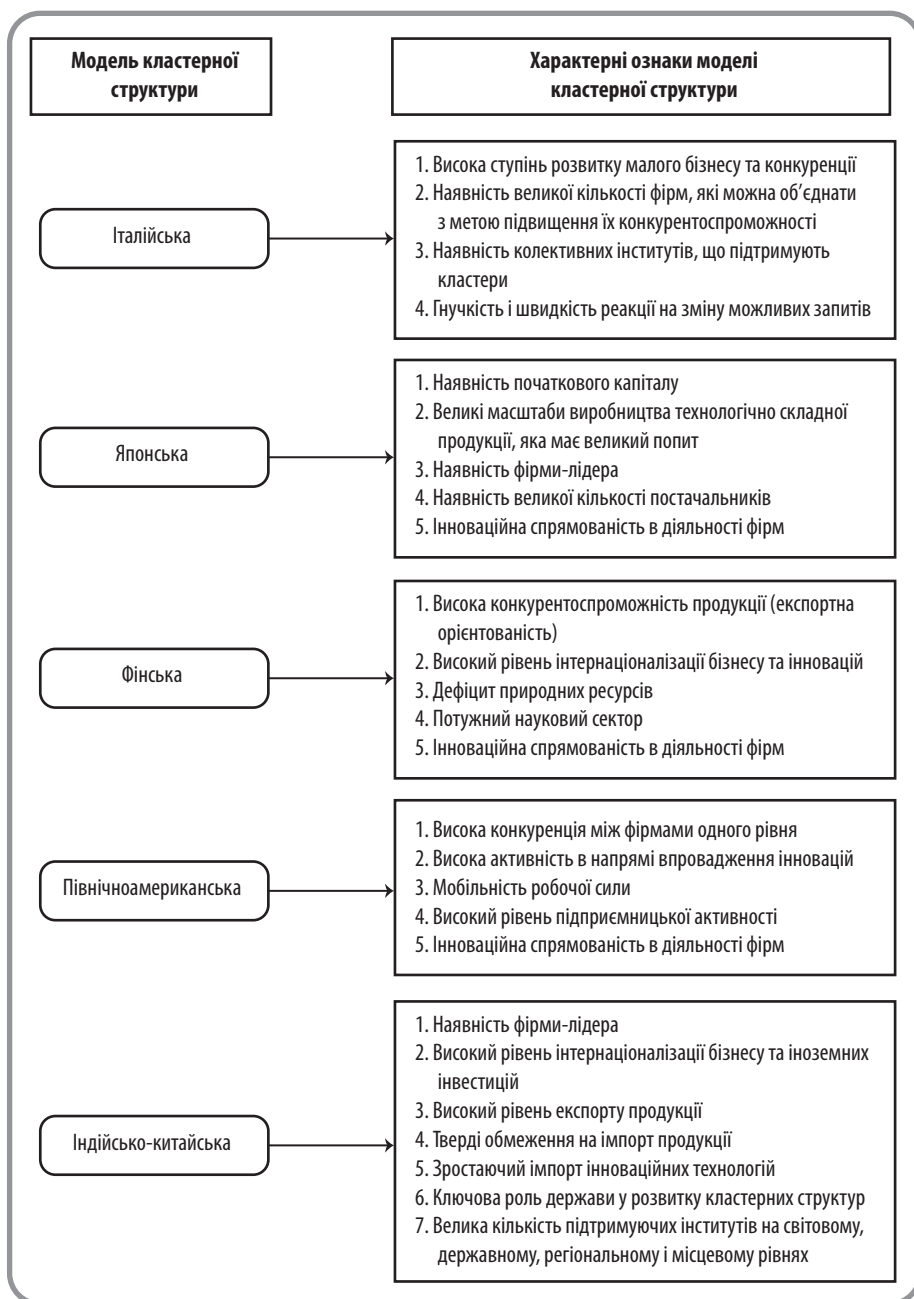 Модель кластерної
структури
Характерні ознаки моделі
кластерної структури
Італійська
1. Висока ступінь розвитку малого бізнесу та конкуренції
2. Наявність великої кількості фірм, які можна об’єднати
з метою підвищення їх конкурентоспроможності
3. Наявність колективних інститутів, що підтримують
кластери
4. Гнучкість і швидкість реакції на зміну можливих запитів
Японська
1. Наявність початкового капіталу
2. Великі масштаби виробництва технологічно складної
продукції, яка має великий попит
3. Наявність фірми-лідера
4. Наявність великої кількості постачальників
5. Інноваційна спрямованість в діяльності фірм
Фінська
1. Висока конкурентоспроможність продукції (експортна
орієнтованість)
2. Високий рівень інтернаціоналізації бізнесу та інновацій
3. Дефіцит природних ресурсів
4. Потужний науковий сектор
5. Інноваційна спрямованість в діяльності фірм
Північноамериканська
1. Висока конкуренція між фірмами одного рівня
2. Висока активність в напрямі впровадження інновацій
3. Мобільність робочої сили
4. Високий рівень підприємницької активності
5. Інноваційна спрямованість в діяльності фірм
Індійсько-китайська
1. Наявність фірми-лідера
2. Високий рівень інтернаціоналізації бізнесу та іноземних
інвестицій
3. Високий рівень експорту продукції
4. Тверді обмеження на імпорт продукції
5. Зростаючий імпорт інноваційних технологій
6. Ключова роль держави у розвитку кластерних структур
7. Велика кількість підтримуючих інститутів на світовому,
державному, регіональному і місцевому рівнях